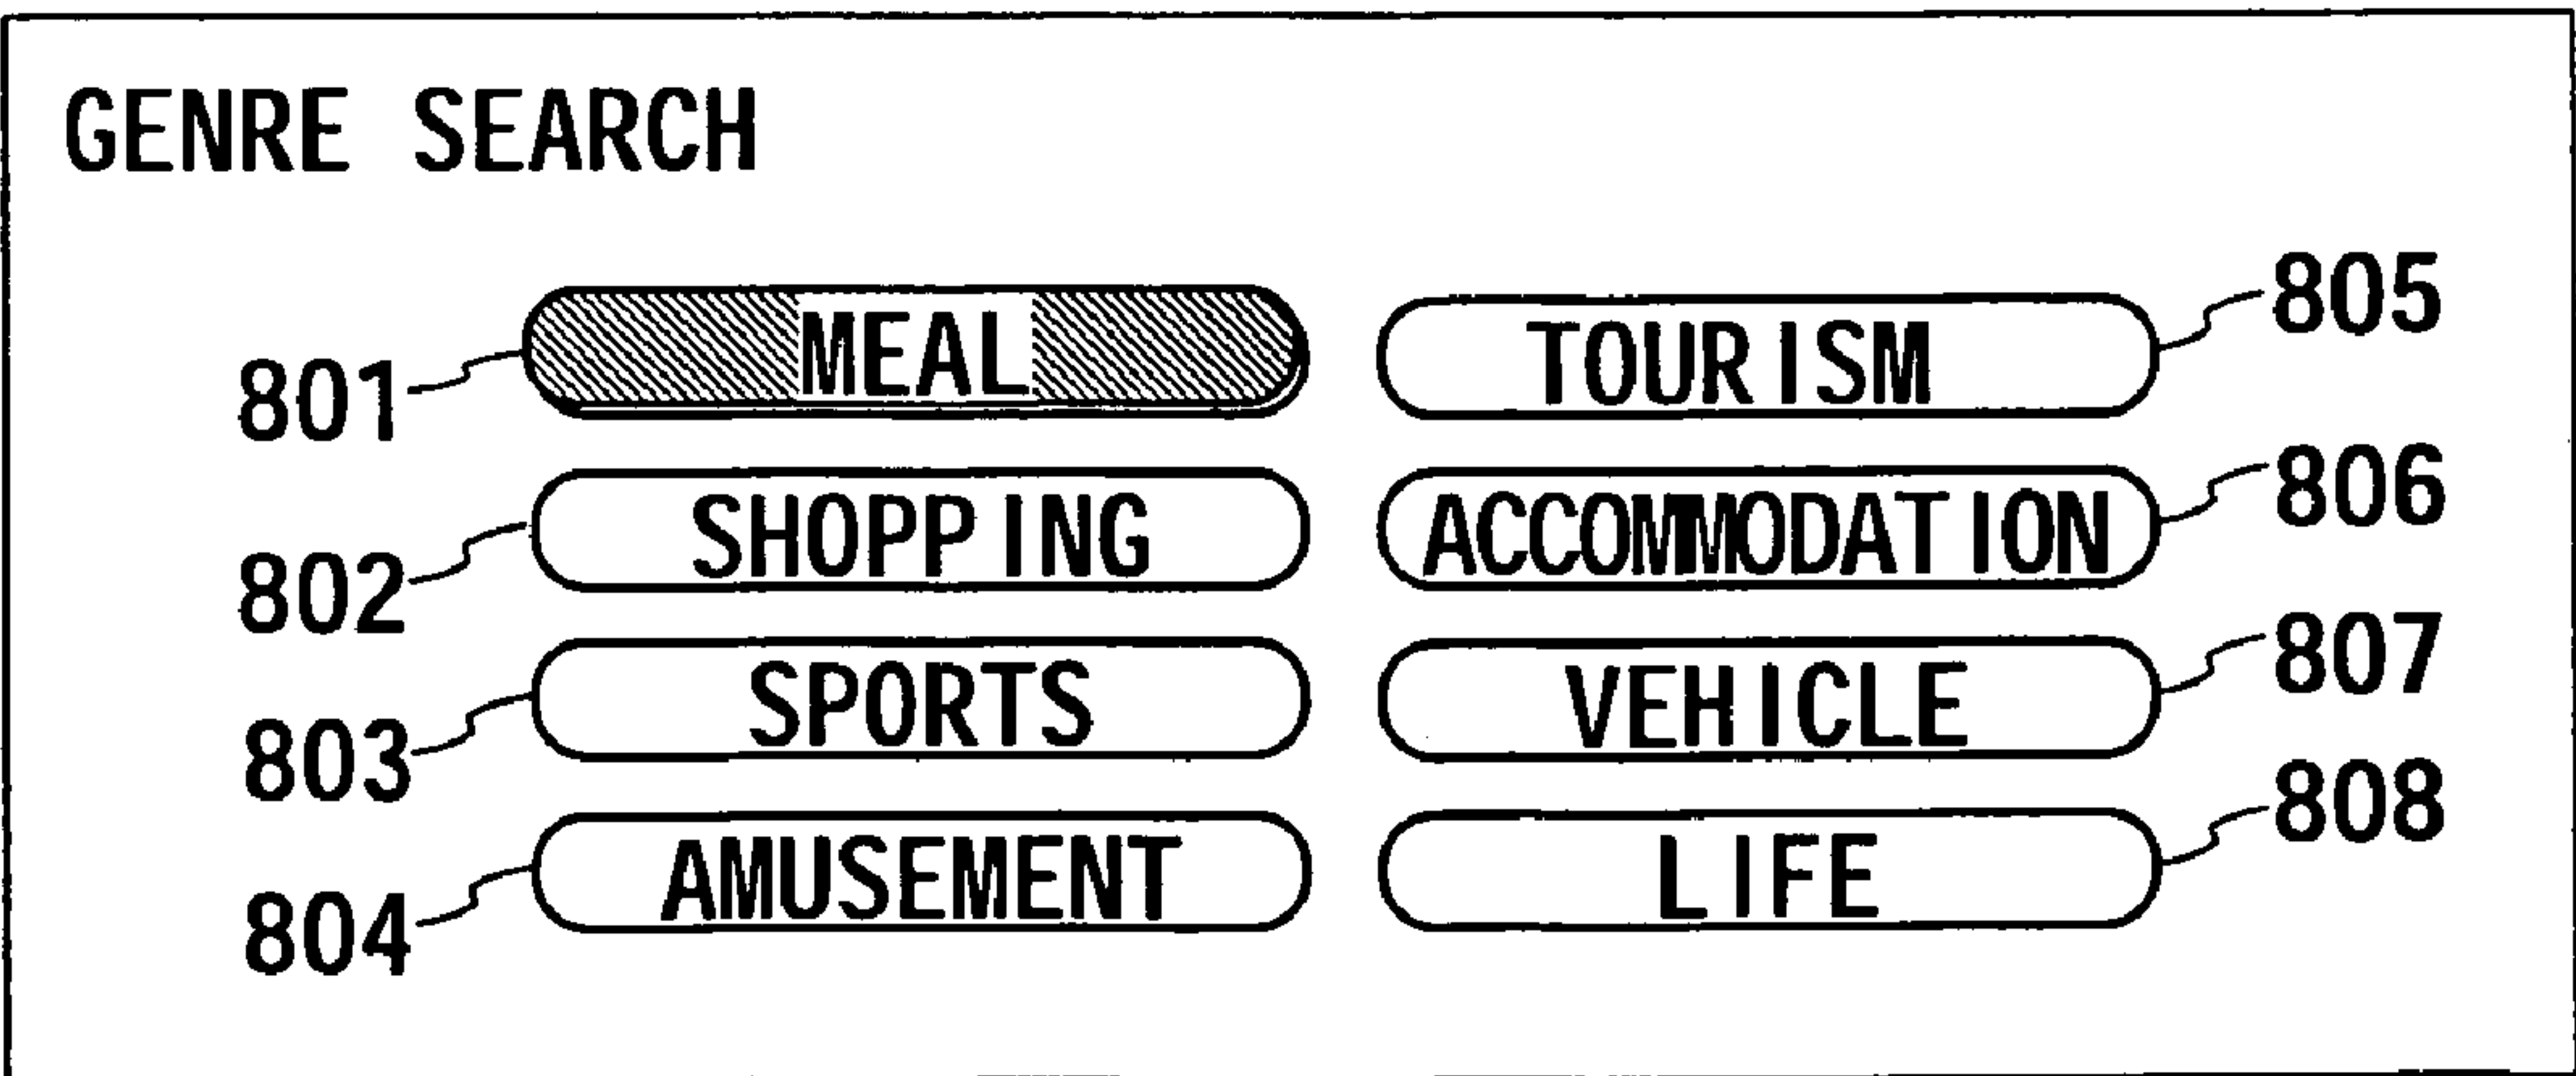 GENRE SEARCH
801 MEAL TOURISM 805
802 SHOPPING ACCOMMODATION 806
803 SPORTS VEHICLE 807
804 AMUSEMENT LIFE 808